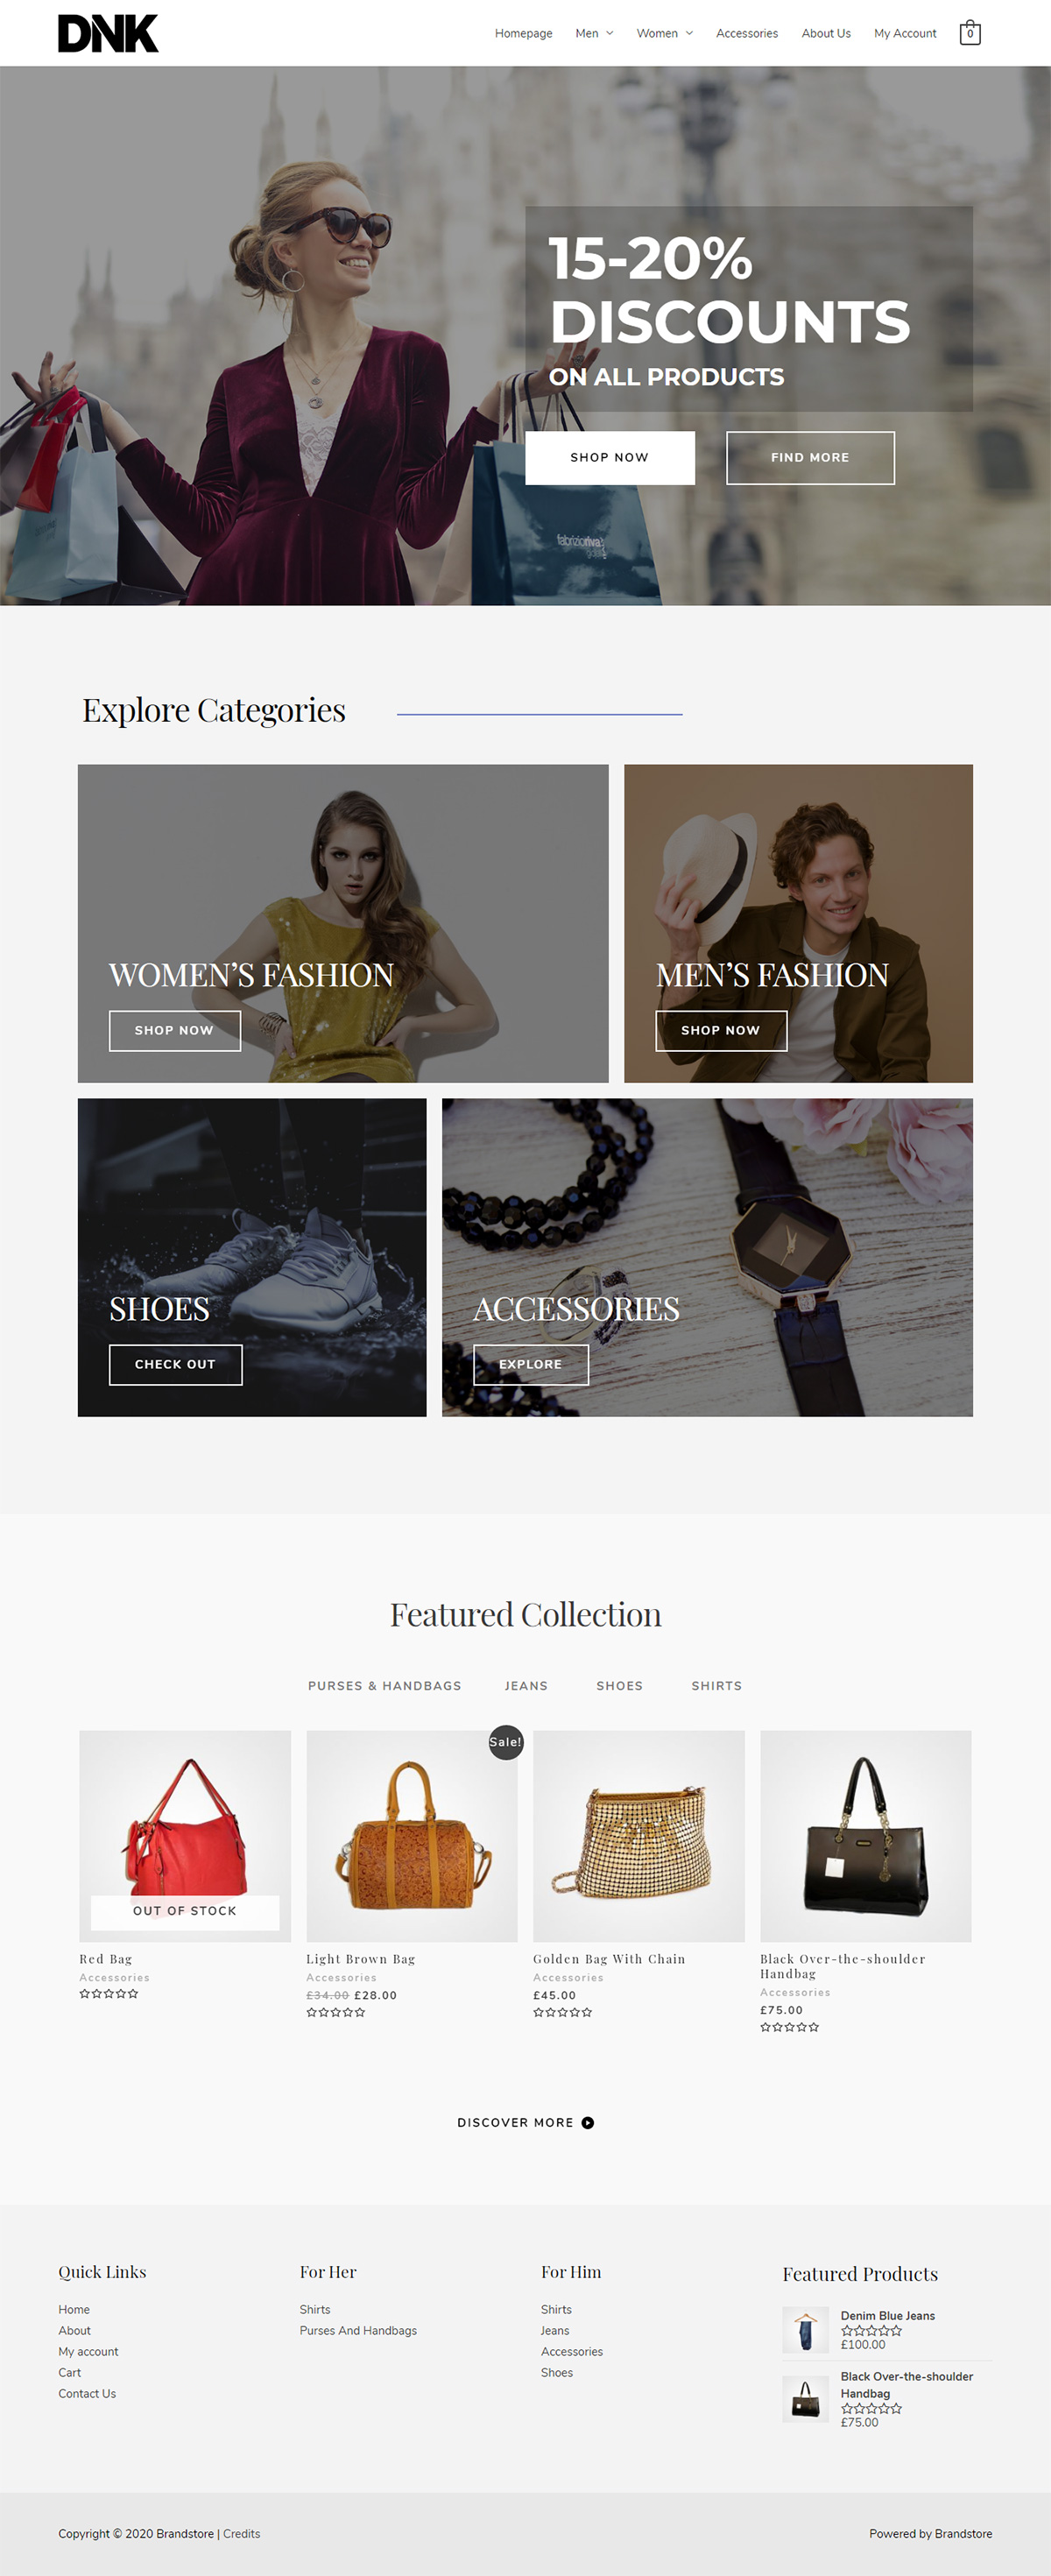 DNK
Homepage Men Women Accessories About Us My Account 0
15-20%
DISCOUNTS
ON ALL PRODUCTS
SHOP NOW FIND MORE
fabrizioriva
Explore Categories
WOMEN’S FASHION
SHOP NOW
MEN’S FASHION
SHOP NOW
SHOES
CHECK OUT
ACCESSORIES
EXPLORE
Featured Collection
PURSES & HANDBAGS JEANS SHOES SHIRTS
OUT OF STOCK
Red Bag
Accessories
Sale!
Light Brown Bag
Accessories
£34.00 £28.00
Golden Bag With Chain
Accessories
£45.00
Black Over-the-shoulder
Handbag
Accessories
£75.00
DISCOVER MORE
Quick Links
Home
About
My account
Cart
Contact Us
For Her
Shirts
Purses And Handbags
For Him
Shirts
Jeans
Accessories
Shoes
Featured Products
Denim Blue Jeans
£100.00
Black Over-the-shoulder
Handbag
£75.00
Copyright © 2020 Brandstore | Credits
Powered by Brandstore